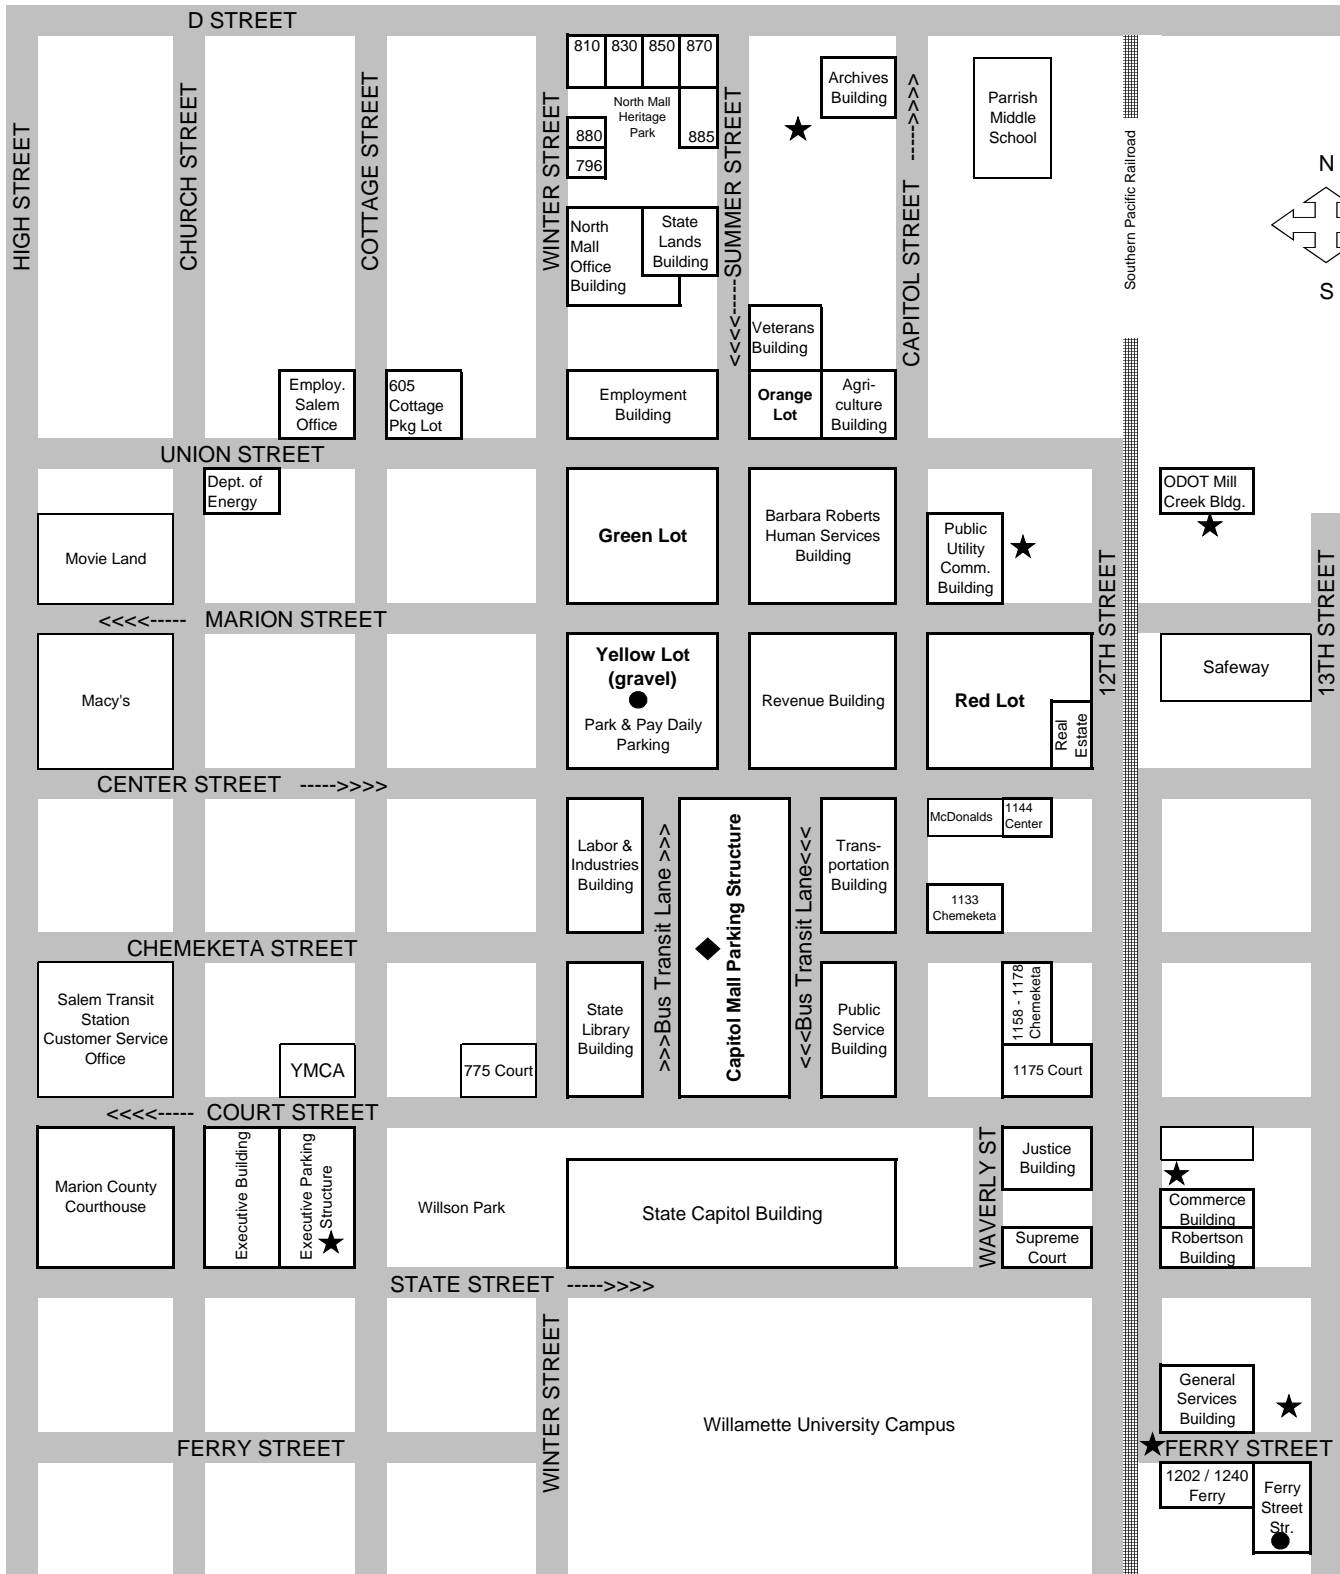 D STREET
HIGH STREET
CHURCH STREET
COTTAGE STREET
WINTER STREET
810
830
850
870
North Mall
Heritage
Park
880
885
796
<<<<-----SUMMER STREET
Archives
Building
CAPITOL STREET ----->>>>
Parrish
Middle
School
Southern Pacific Railroad
N
S
North
Mall
Office
Building
State
Lands
Building
Veterans
Building
Employ.
Salem
Office
605
Cottage
Pkg Lot
Employment
Building
Orange
Lot
Agri-
culture
Building
UNION STREET
Dept. of
Energy
Movie Land
Green Lot
Barbara Roberts
Human Services
Building
Public
Utility
Comm.
Building
12TH STREET
ODOT Mill
Creek Bldg.
13TH STREET
<<<<----- MARION STREET
Macy's
Yellow Lot
(gravel)
Park & Pay Daily
Parking
Revenue Building
Red Lot
Real
Estate
Safeway
CENTER STREET ----->>>>
Labor &
Industries
Building
>>>Bus Transit Lane >>>
Capitol Mall Parking Structure
<<<Bus Transit Lane<<<
Trans-
portation
Building
McDonalds
1144
Center
1133
Chemeketa
CHEMEKETA STREET
Salem Transit
Station
Customer Service
Office
YMCA
775 Court
State
Library
Building
Public
Service
Building
1158 - 1178
Chemeketa
1175 Court
<<<<----- COURT STREET
Marion County
Courthouse
Executive Building
Executive Parking
Structure
Willson Park
State Capitol Building
WAVERLY ST
Justice
Building
Supreme
Court
Commerce
Building
Robertson
Building
STATE STREET ----->>>>
WINTER STREET
Willamette University Campus
General
Services
Building
FERRY STREET
FERRY STREET
1202 / 1240
Ferry
Ferry
Street
Str.